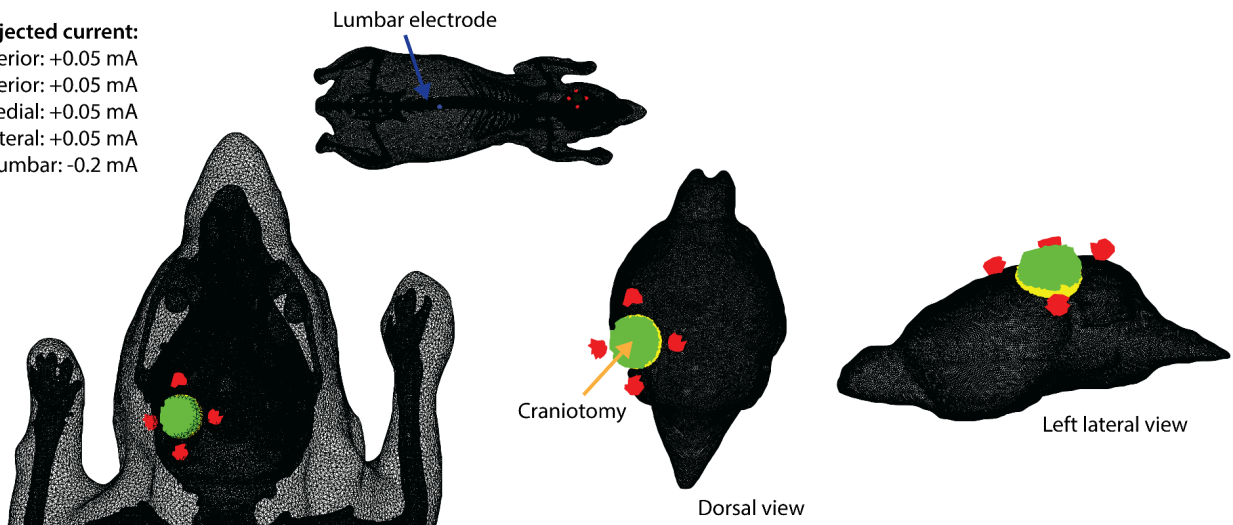 jected current:
erior: +0.05 mA
erior: +0.05 mA
edial: +0.05 mA
teral: +0.05 mA
umbar: -0.2 mA
Lumbar electrode
Craniotomy
Left lateral view
Dorsal view